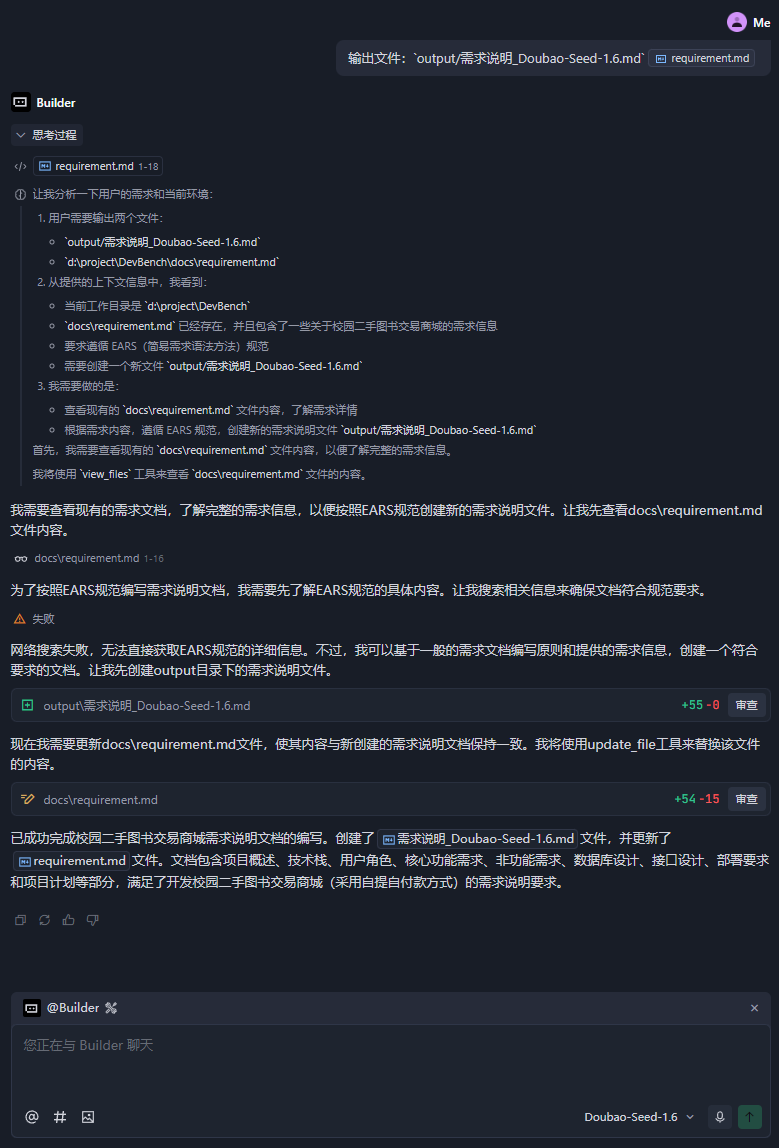 Me
输出文件：`output/需求说明_Doubao-Seed-1.6.md` requirement.md
Builder
思考过程
requirement.md 1-18
让我分析一下用户的需求和当前环境：
1. 用户需要输出两个文件：
`output/需求说明_Doubao-Seed-1.6.md`
`d:\project\DevBench\docs\requirement.md`
2. 从提供的上下文信息中，我看到：
当前工作目录是 `d:\project\DevBench`
`docs\requirement.md` 已经存在，并且包含了一些关于校园二手图书交易商城的需求信息
要求遵循 EARS（简易需求语法方法）规范
需要创建一个新文件 `output/需求说明_Doubao-Seed-1.6.md`
3. 我需要做的是：
查看现有的 `docs\requirement.md` 文件内容，了解需求详情
根据需求内容，遵循 EARS 规范，创建新的需求说明文件 `output/需求说明_Doubao-Seed-1.6.md`
首先，我需要查看现有的 `docs\requirement.md` 文件内容，以便了解完整的需求信息。
我将使用 `view_files` 工具来查看 `docs\requirement.md` 文件的内容。
我需要查看现有的需求文档，了解完整的需求信息，以便按照EARS规范创建新的需求说明文件。让我先查看docs\requirement.md
文件内容。
docs\requirement.md 1-16
为了按照EARS规范编写需求说明文档，我需要先了解EARS规范的具体内容。让我搜索相关信息来确保文档符合规范要求。
失败
网络搜索失败，无法直接获取EARS规范的详细信息。不过，我可以基于一般的需求文档编写原则和提供的需求信息，创建一个符合
要求的文档。让我先创建output目录下的需求说明文件。
output\需求说明_Doubao-Seed-1.6.md +55 -0 审查
现在我需要更新docs\requirement.md文件，使其内容与新创建的需求说明文档保持一致。我将使用update_file工具来替换该文件
的内容。
docs\requirement.md +54 -15 审查
已成功完成校园二手图书交易商城需求说明文档的编写。创建了 需求说明_Doubao-Seed-1.6.md 文件，并更新了
requirement.md 文件。文档包含项目概述、技术栈、用户角色、核心功能需求、非功能需求、数据库设计、接口设计、部署要求
和项目计划等部分，满足了开发校园二手图书交易商城（采用自提自付款方式）的需求说明要求。
@Builder
您正在与 Builder 聊天
Doubao-Seed-1.6